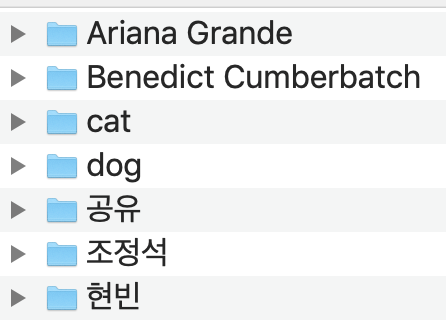 Ariana Grande
Benedict Cumberbatch
cat
dog
공유
조정석
현빈